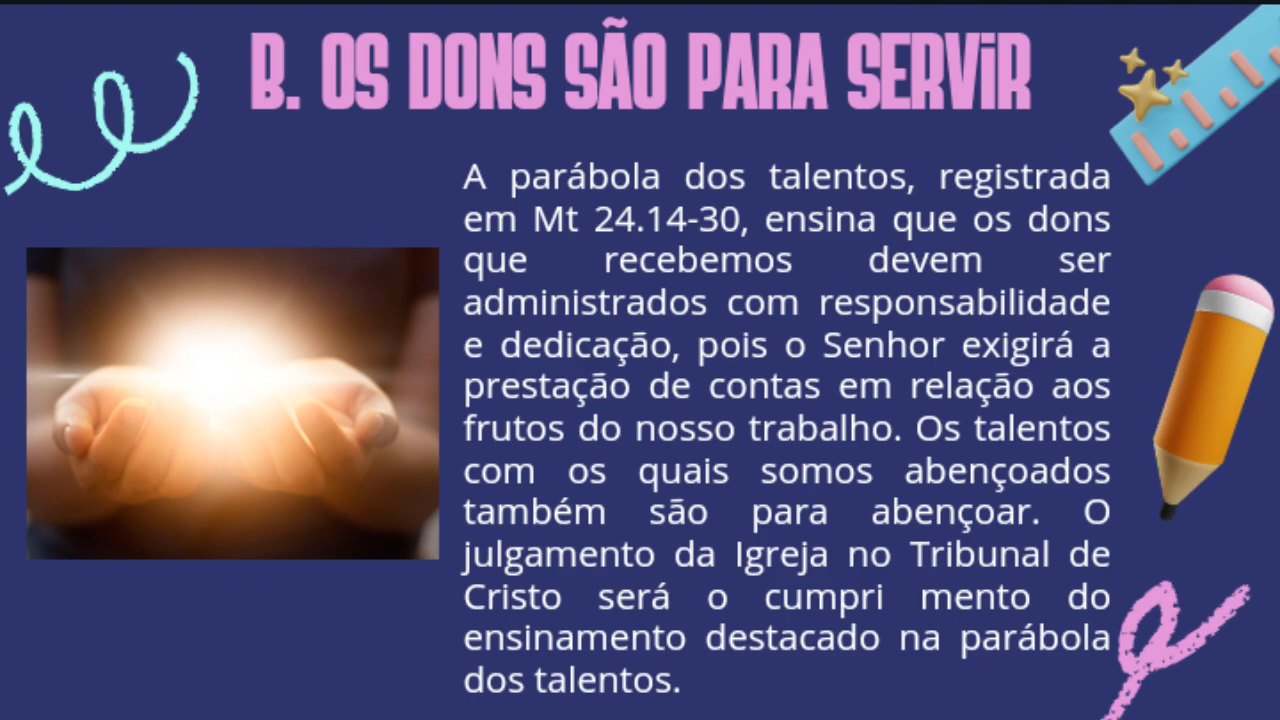 B. OS DONS SÃO PARA SERViR
A parábola dos talentos, registrada
em Mt 24.14-30, ensina que os dons
que recebemos devem ser
administrados com responsabilidade
e dedicação, pois o Senhor exigirá a
prestação de contas em relação aos
frutos do nosso trabalho. Os talentos
com os quais somos abençoados
também são para abençoar. O
julgamento da Igreja no Tribunal de
Cristo será o cumpri mento do
ensinamento destacado na parábola
dos talentos.